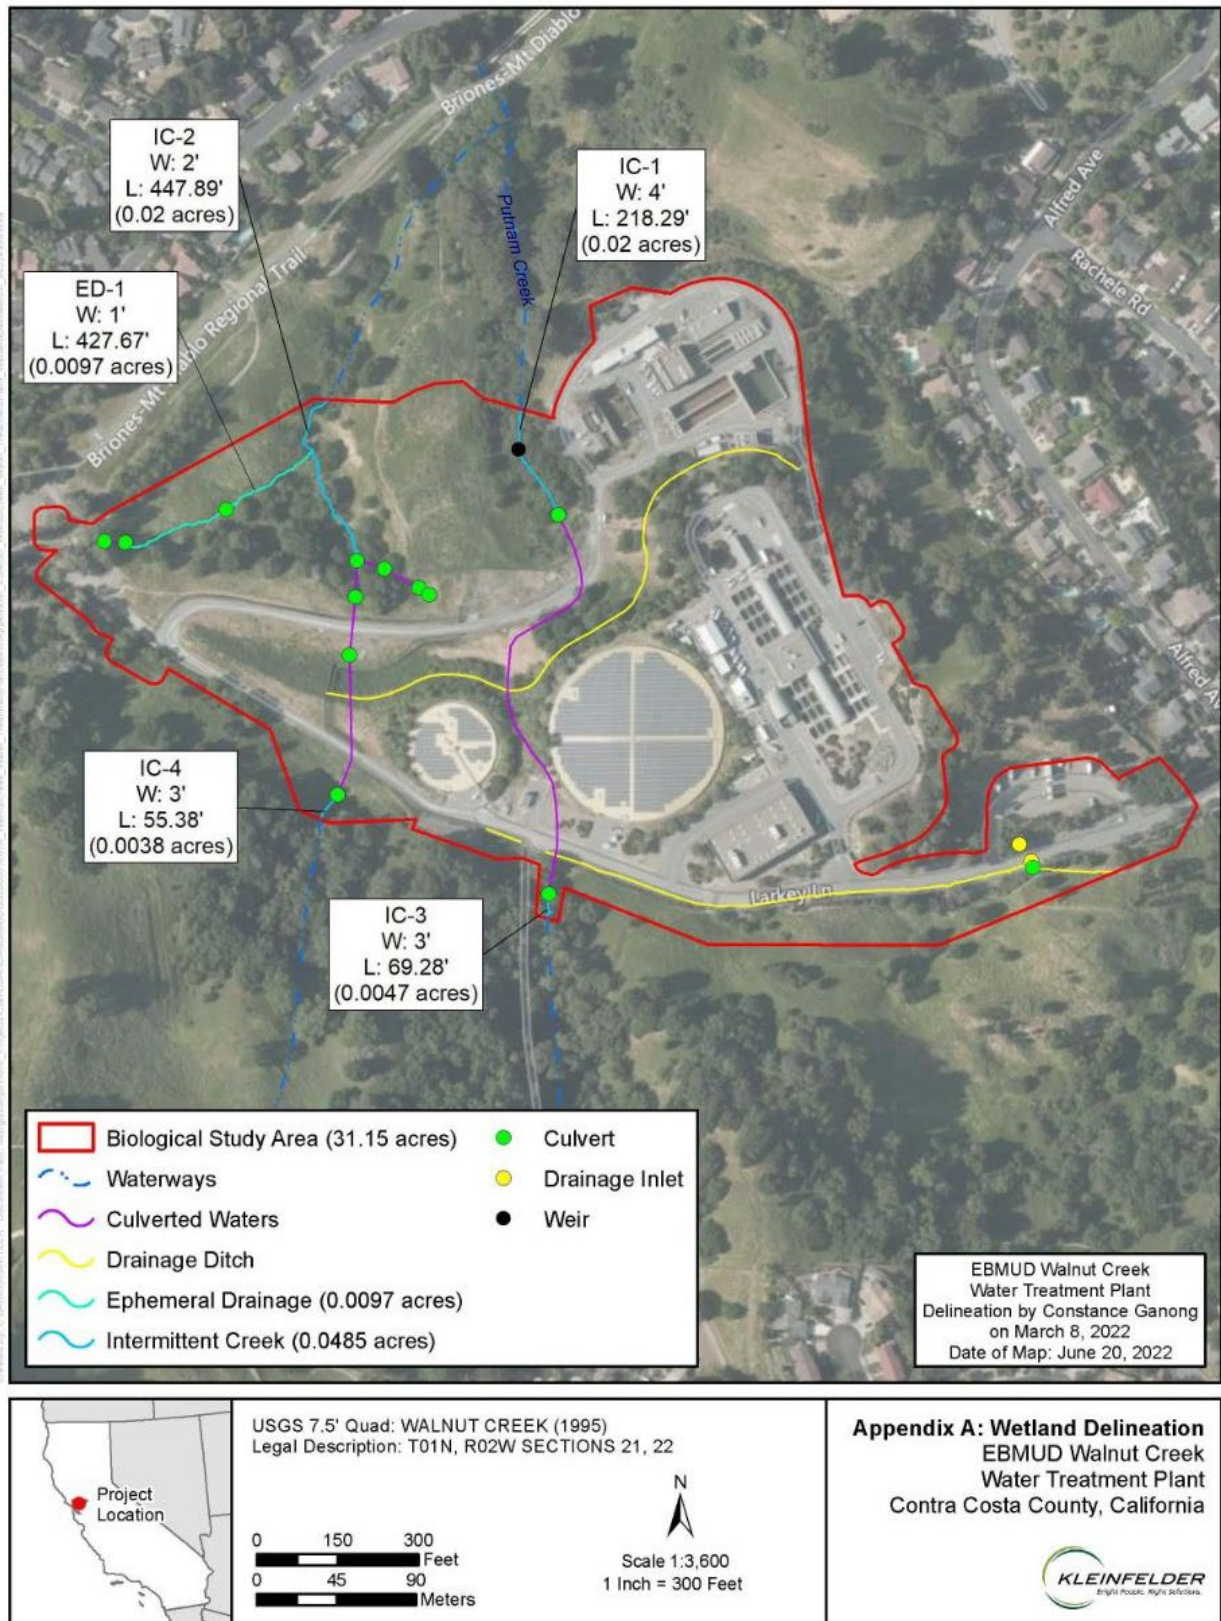 Briones-Mt Diablo
IC-2
W: 2'
L: 447.89'
(0.02 acres)
IC-1
W: 4'
L: 218.29'
(0.02 acres)
Putnam Creek
Alfred Ave
Rachele Rd
ED-1
W: 1'
L: 427.67'
(0.0097 acres)
Briones-Mt Diablo Regional Trail
Alfred Av
IC-4
W: 3'
L: 55.38'
(0.0038 acres)
Larkey Ln
IC-3
W: 3'
L: 69.28'
(0.0047 acres)
Biological Study Area (31.15 acres)
Waterways
Culverted Waters
Drainage Ditch
Ephemeral Drainage (0.0097 acres)
Intermittent Creek (0.0485 acres)
Culvert
Drainage Inlet
Weir
EBMUD Walnut Creek
Water Treatment Plant
Delineation by Constance Ganong
on March 8, 2022
Date of Map: June 20, 2022
Project
Location
USGS 7.5' Quad: WALNUT CREEK (1995)
Legal Description: T01N, R02W SECTIONS 21, 22
0 150 300
Feet
0 45 90
Meters
N
Scale 1:3,600
1 Inch = 300 Feet
Appendix A: Wetland Delineation
EBMUD Walnut Creek
Water Treatment Plant
Contra Costa County, California
KLEINFELDER
Bright People. Right Solutions.